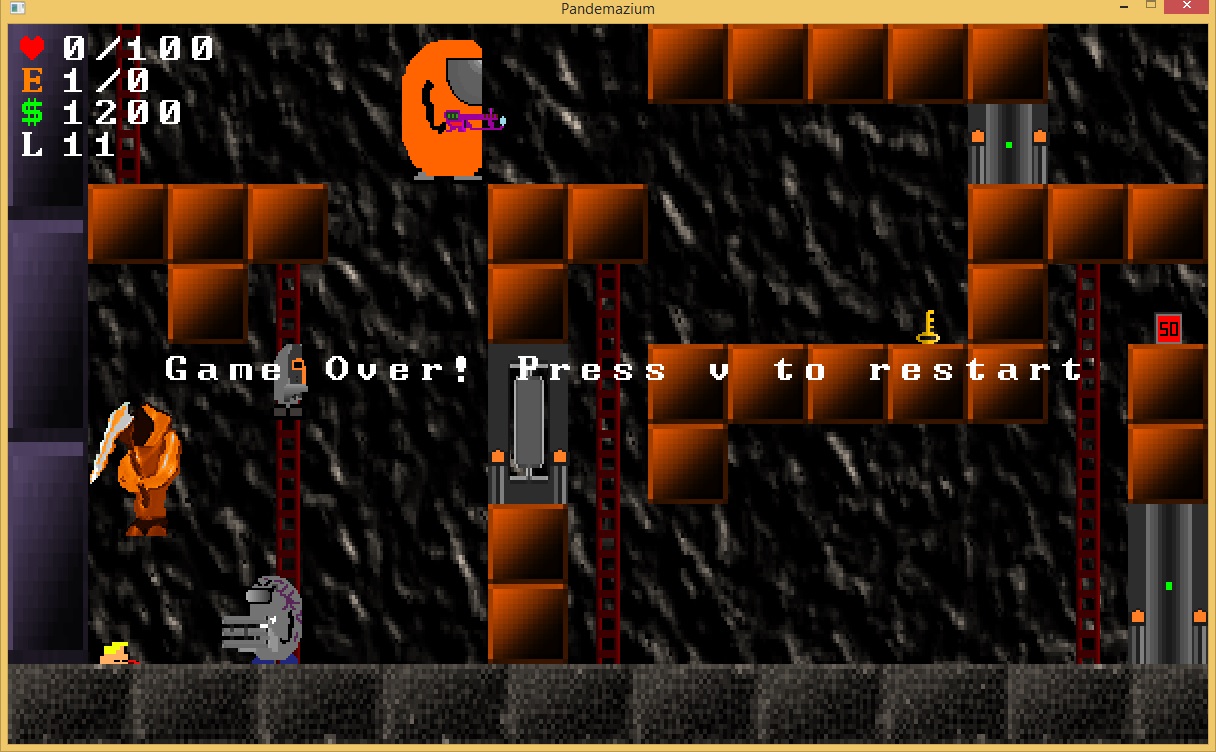 Pandemazium
0/100
E 1/0
$ 1200
L 11
50
Game Over! Press v to restart